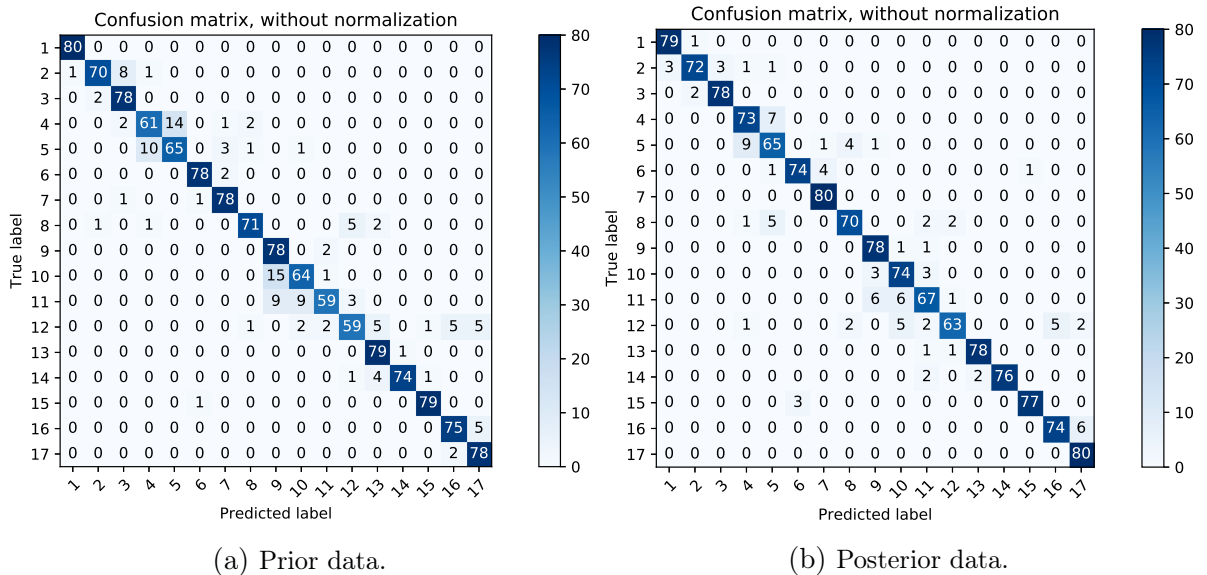 Confusion matrix, without normalization
True label
1 80 0 0 0 0 0 0 0 0 0 0 0 0 0 0 0 0
2 1 70 8 1 0 0 0 0 0 0 0 0 0 0 0 0 0
3 0 2 78 0 0 0 0 0 0 0 0 0 0 0 0 0 0
4 0 0 2 61 14 0 1 2 0 0 0 0 0 0 0 0 0
5 0 0 0 10 65 0 3 1 0 1 0 0 0 0 0 0 0
6 0 0 0 0 0 78 2 0 0 0 0 0 0 0 0 0 0
7 0 0 1 0 0 1 78 0 0 0 0 0 0 0 0 0 0
8 0 1 0 1 0 0 0 71 0 0 0 5 2 0 0 0 0
9 0 0 0 0 0 0 0 0 78 0 2 0 0 0 0 0 0
10 0 0 0 0 0 0 0 0 15 64 1 0 0 0 0 0 0
11 0 0 0 0 0 0 0 0 9 9 59 3 0 0 0 0 0
12 0 0 0 0 0 0 0 1 0 2 2 59 5 0 1 5 5
13 0 0 0 0 0 0 0 0 0 0 0 0 79 1 0 0 0
14 0 0 0 0 0 0 0 0 0 0 0 1 4 74 1 0 0
15 0 0 0 0 0 1 0 0 0 0 0 0 0 0 79 0 0
16 0 0 0 0 0 0 0 0 0 0 0 0 0 0 0 75 5
17 0 0 0 0 0 0 0 0 0 0 0 0 0 0 0 2 78
1 2 3 4 5 6 7 8 9 10 11 12 13 14 15 16 17
Predicted label
80
70
60
50
40
30
20
10
0
(a) Prior data.
Confusion matrix, without normalization
True label
1 79 1 0 0 0 0 0 0 0 0 0 0 0 0 0 0 0
2 3 72 3 1 1 0 0 0 0 0 0 0 0 0 0 0 0
3 0 2 78 0 0 0 0 0 0 0 0 0 0 0 0 0 0
4 0 0 0 73 7 0 0 0 0 0 0 0 0 0 0 0 0
5 0 0 0 9 65 0 1 4 1 0 0 0 0 0 0 0 0
6 0 0 0 0 1 74 4 0 0 0 0 0 0 0 1 0 0
7 0 0 0 0 0 0 80 0 0 0 0 0 0 0 0 0 0
8 0 0 0 1 5 0 0 70 0 0 2 2 0 0 0 0 0
9 0 0 0 0 0 0 0 0 78 1 1 0 0 0 0 0 0
10 0 0 0 0 0 0 0 0 3 74 3 0 0 0 0 0 0
11 0 0 0 0 0 0 0 0 6 6 67 1 0 0 0 0 0
12 0 0 0 1 0 0 0 2 0 5 2 63 0 0 0 5 2
13 0 0 0 0 0 0 0 0 0 0 1 1 78 0 0 0 0
14 0 0 0 0 0 0 0 0 0 0 2 0 2 76 0 0 0
15 0 0 0 0 0 3 0 0 0 0 0 0 0 0 77 0 0
16 0 0 0 0 0 0 0 0 0 0 0 0 0 0 0 74 6
17 0 0 0 0 0 0 0 0 0 0 0 0 0 0 0 0 80
1 2 3 4 5 6 7 8 9 10 11 12 13 14 15 16 17
Predicted label
80
70
60
50
40
30
20
10
0
(b) Posterior data.